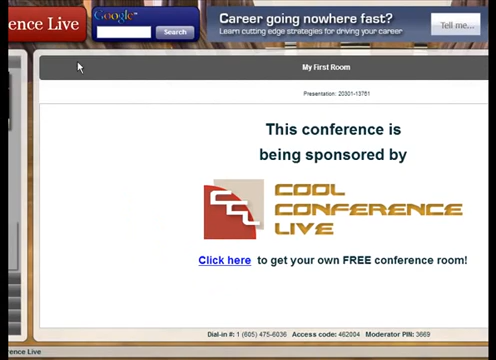 ence Live
Google
Search
Career going nowhere fast?
Learn cutting edge strategies for driving your career
Tell me...
My First Room
Presentation: 20301-13761
This conference is
being sponsored by
CCL
COOL
CONFERENCE
LIVE
Click here to get your own FREE conference room!
Dial-in #: 1 (605) 475-6036 Access code: 462004 Moderator PIN: 3669
rence Live